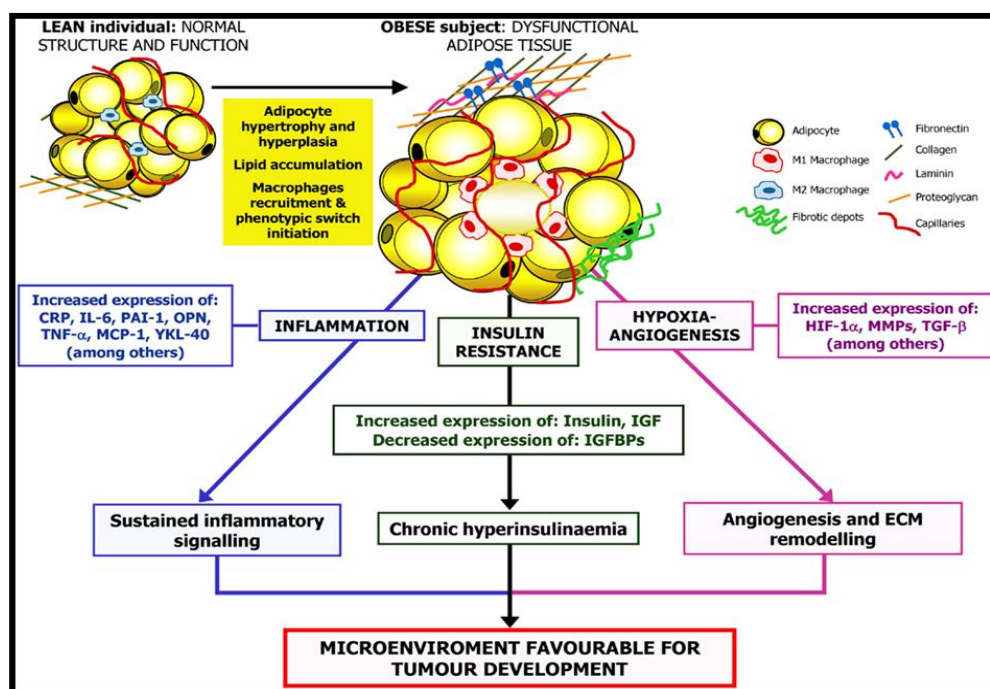 LEAN individual: NORMAL
STRUCTURE AND FUNCTION
OBESE subject: DYSFUNCTIONAL
ADIPOSE TISSUE
Adipocyte
hypertrophy and
hyperplasia
Lipid accumulation
Macrophages
recruitment &
phenotypic switch
initiation
Adipocyte
M1 Macrophage
M2 Macrophage
Fibrotic depots
Fibronectin
Collagen
Laminin
Proteoglycan
Capillaries
Increased expression of:
CRP, IL-6, PAI-1, OPN,
TNF-α, MCP-1, YKL-40
(among others)
INFLAMMATION
INSULIN
RESISTANCE
HYPOXIA-
ANGIOGENESIS
Increased expression of:
HIF-1α, MMPs, TGF-β
(among others)
Increased expression of: Insulin, IGF
Decreased expression of: IGFBPs
Sustained inflammatory
signalling
Chronic hyperinsulinaemia
Angiogenesis and ECM
remodelling
MICROENVIROMENT FAVOURABLE FOR
TUMOUR DEVELOPMENT